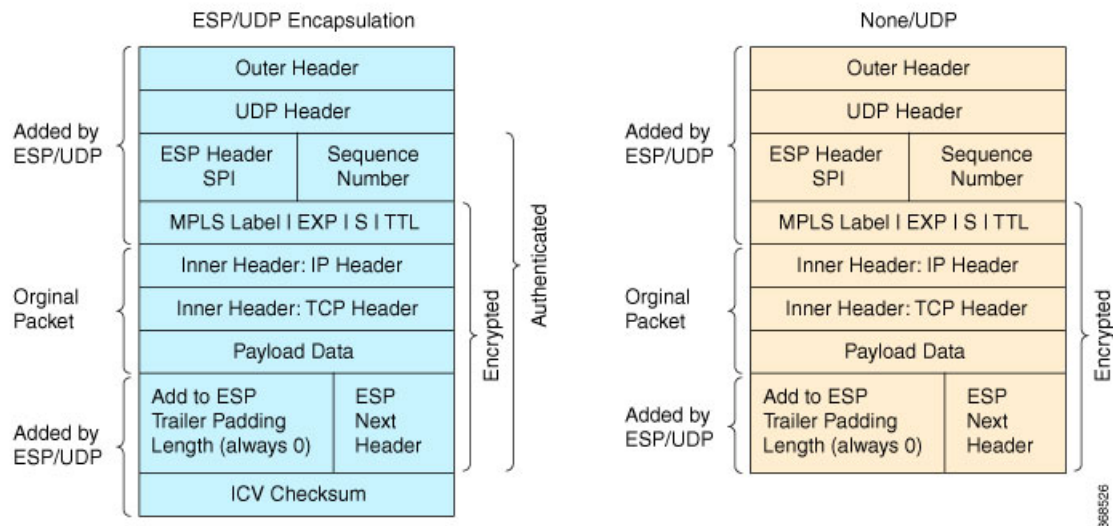 ESP/UDP Encapsulation
Outer Header
UDP Header
Added by
ESP/UDP
ESP Header
SPI
Sequence
Number
MPLS Label | EXP | S | TTL
Inner Header: IP Header
Orginal
Packet
Inner Header: TCP Header
Payload Data
Added by
ESP/UDP
Add to ESP
Trailer Padding
Length (always 0)
ESP
Next
Header
ICV Checksum
Encrypted
Authenticated
None/UDP
Outer Header
UDP Header
Added by
ESP/UDP
ESP Header
SPI
Sequence
Number
MPLS Label | EXP | S | TTL
Inner Header: IP Header
Orginal
Packet
Inner Header: TCP Header
Payload Data
Added by
ESP/UDP
Add to ESP
Trailer Padding
Length (always 0)
ESP
Next
Header
Encrypted
368526